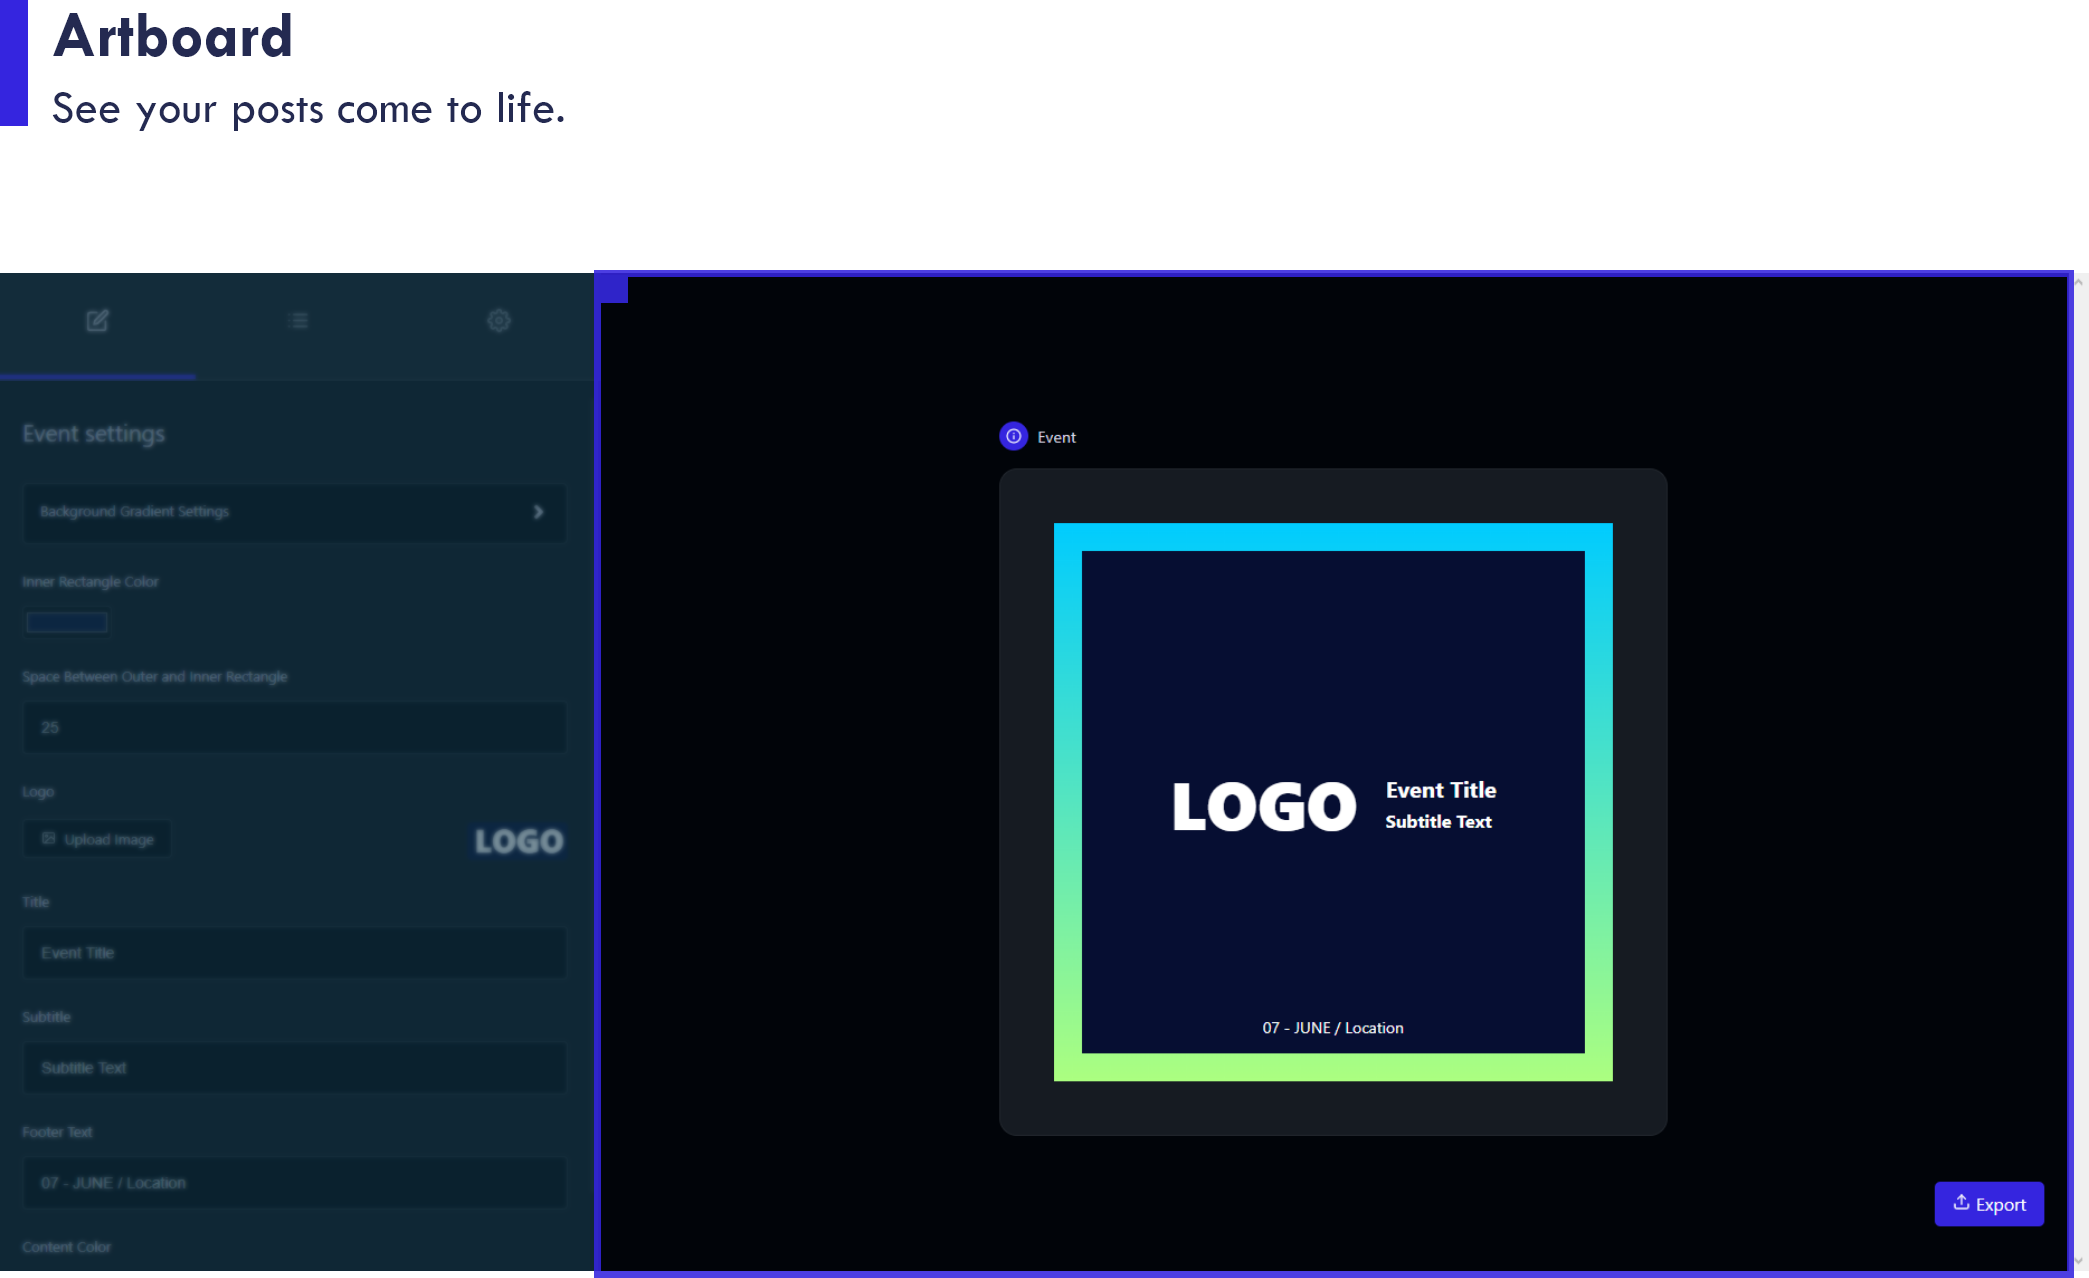 Artboard
See your posts come to life.
Event settings
Background Gradient Settings
Inner Rectangle Color
Space Between Outer and Inner Rectangle
25
Logo
Upload Image
LOGO
Title
Event Title
Subtitle
Subtitle Text
Footer Text
07 - JUNE / Location
Content Color
Event
LOGO
Event Title
Subtitle Text
07 - JUNE / Location
Export